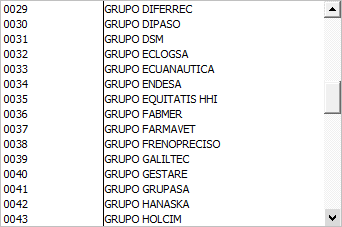 0029 GRUPO DIFERREC
0030 GRUPO DIPASO
0031 GRUPO DSM
0032 GRUPO ECLOGSA
0033 GRUPO ECUANAUTICA
0034 GRUPO ENDESA
0035 GRUPO EQUITATIS HHI
0036 GRUPO FABMER
0037 GRUPO FARMAVET
0038 GRUPO FRENOPRECISO
0039 GRUPO GALILTEC
0040 GRUPO GESTARE
0041 GRUPO GRUPASA
0042 GRUPO HANASKA
0043 GRUPO HOLCIM